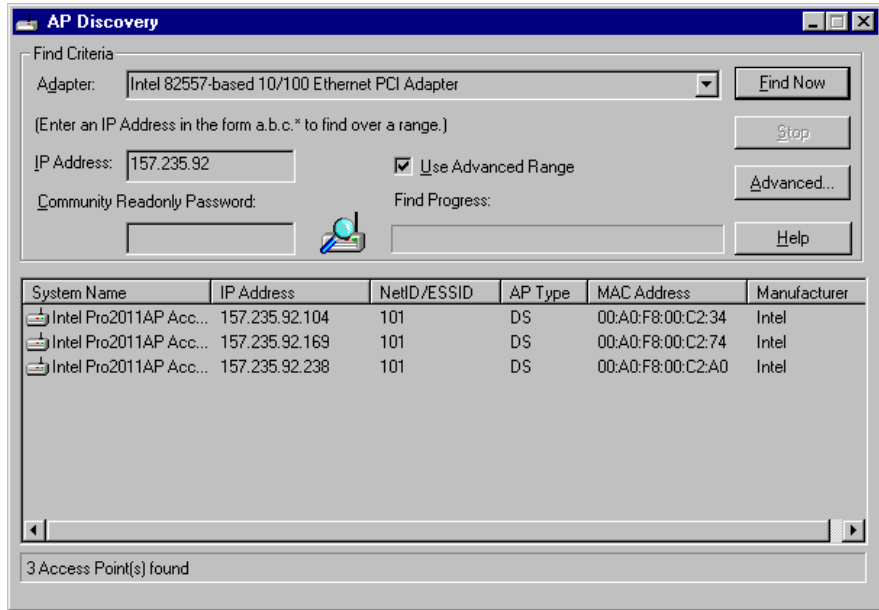 AP Discovery
Find Criteria
Adapter: Intel 82557-based 10/100 Ethernet PCI Adapter Find Now
(Enter an IP Address in the form a.b.c.* to find over a range.) Stop
IP Address: 157.235.92 Use Advanced Range Advanced...
Community Readonly Password: Find Progress:
Help
System Name IP Address NetID/ESSID AP Type MAC Address Manufacturer
Intel Pro2011AP Acc... 157.235.92.104 101 DS 00:A0:F8:00:C2:34 Intel
Intel Pro2011AP Acc... 157.235.92.169 101 DS 00:A0:F8:00:C2:74 Intel
Intel Pro2011AP Acc... 157.235.92.238 101 DS 00:A0:F8:00:C2:A0 Intel
3 Access Point(s) found